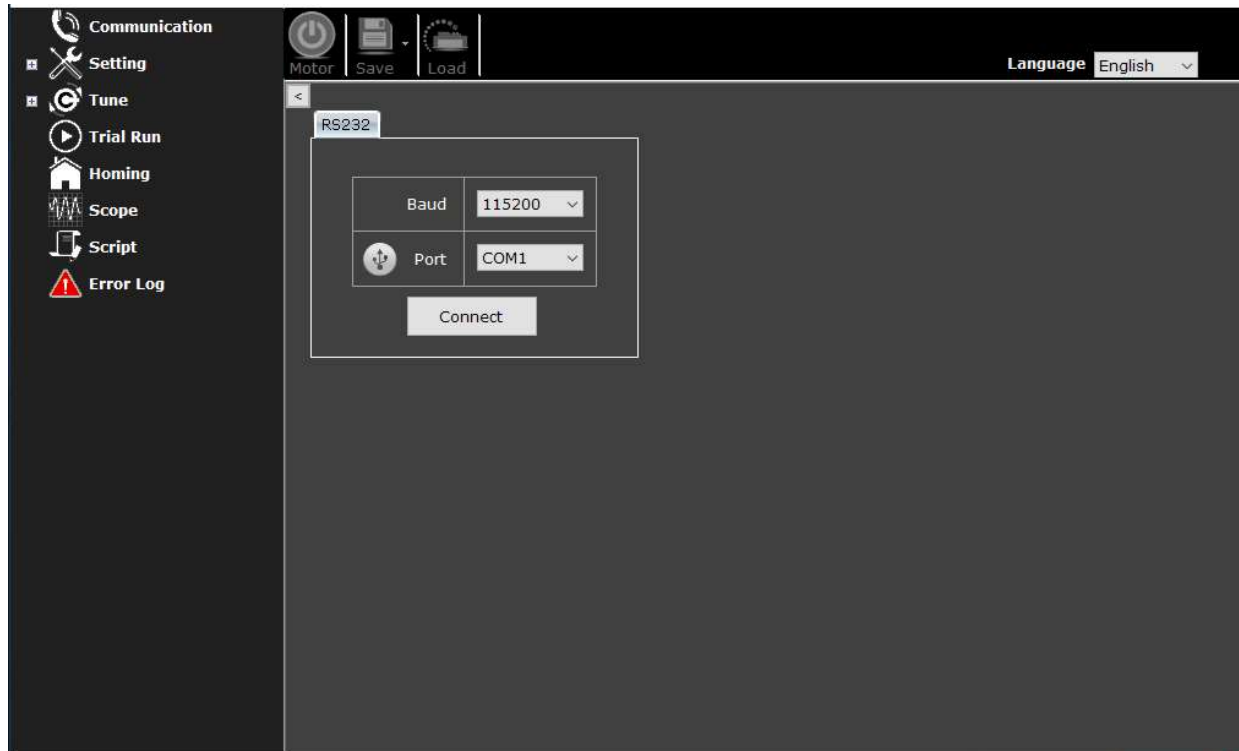 Communication
Setting
Tune
Trial Run
Homing
Scope
Script
Error Log
Motor Save Load
Language English
<
RS232
Baud 115200
Port COM1
Connect